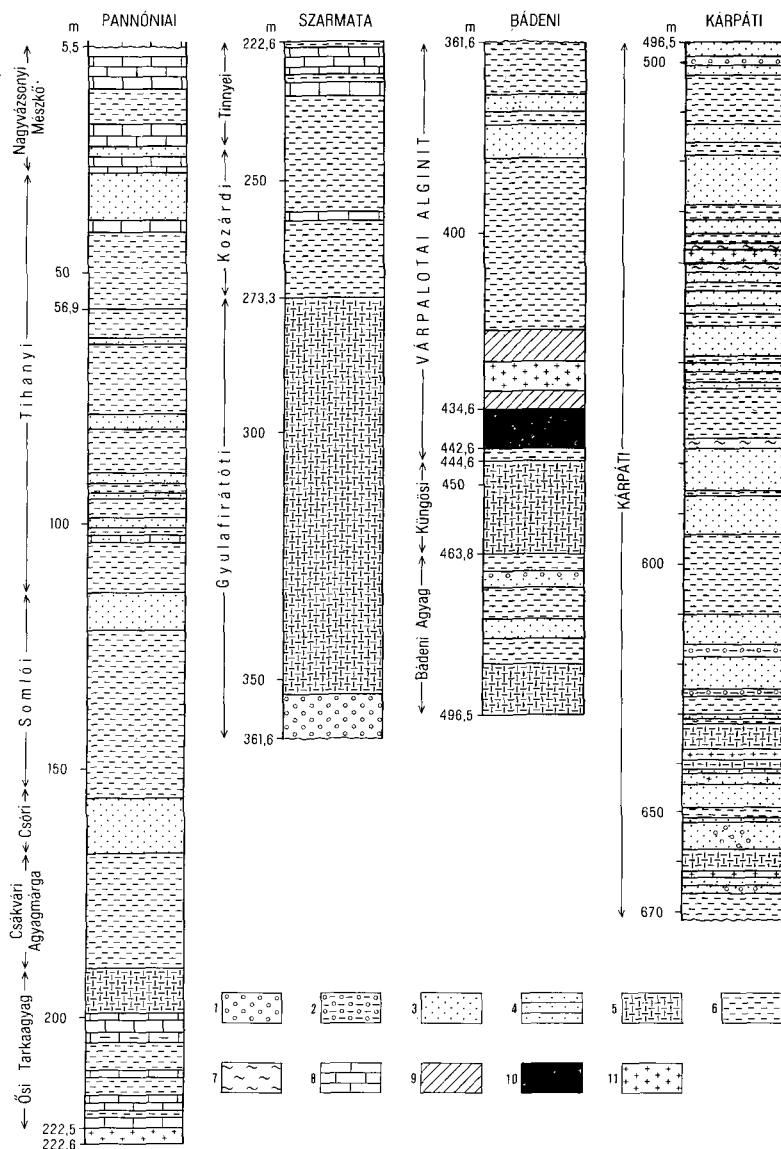 PANNÓNIAI
m
5,5
50
56,9
100
150
200
222,5
222,6
Nagyvázsonyi
Mészkő
Tihanyi
Somlói
Csóri
Csákvári
Agyagmárga
Ősi Tarkaagyag
SZARMATA
m
222,6
250
273,3
300
350
361,6
Tinnyei
Kozárdi
Gyulafirátóti
BÁDENI
m
361,6
400
434,6
442,6
444,6
450
463,8
496,5
VÁRPALOTAI ALGINIT
Küngösi
Bádeni Agyag
KÁRPÁTI
m
496,5
500
600
650
670
KÁRPÁTI
1 2 3 4 5 6
7 8 9 10 11